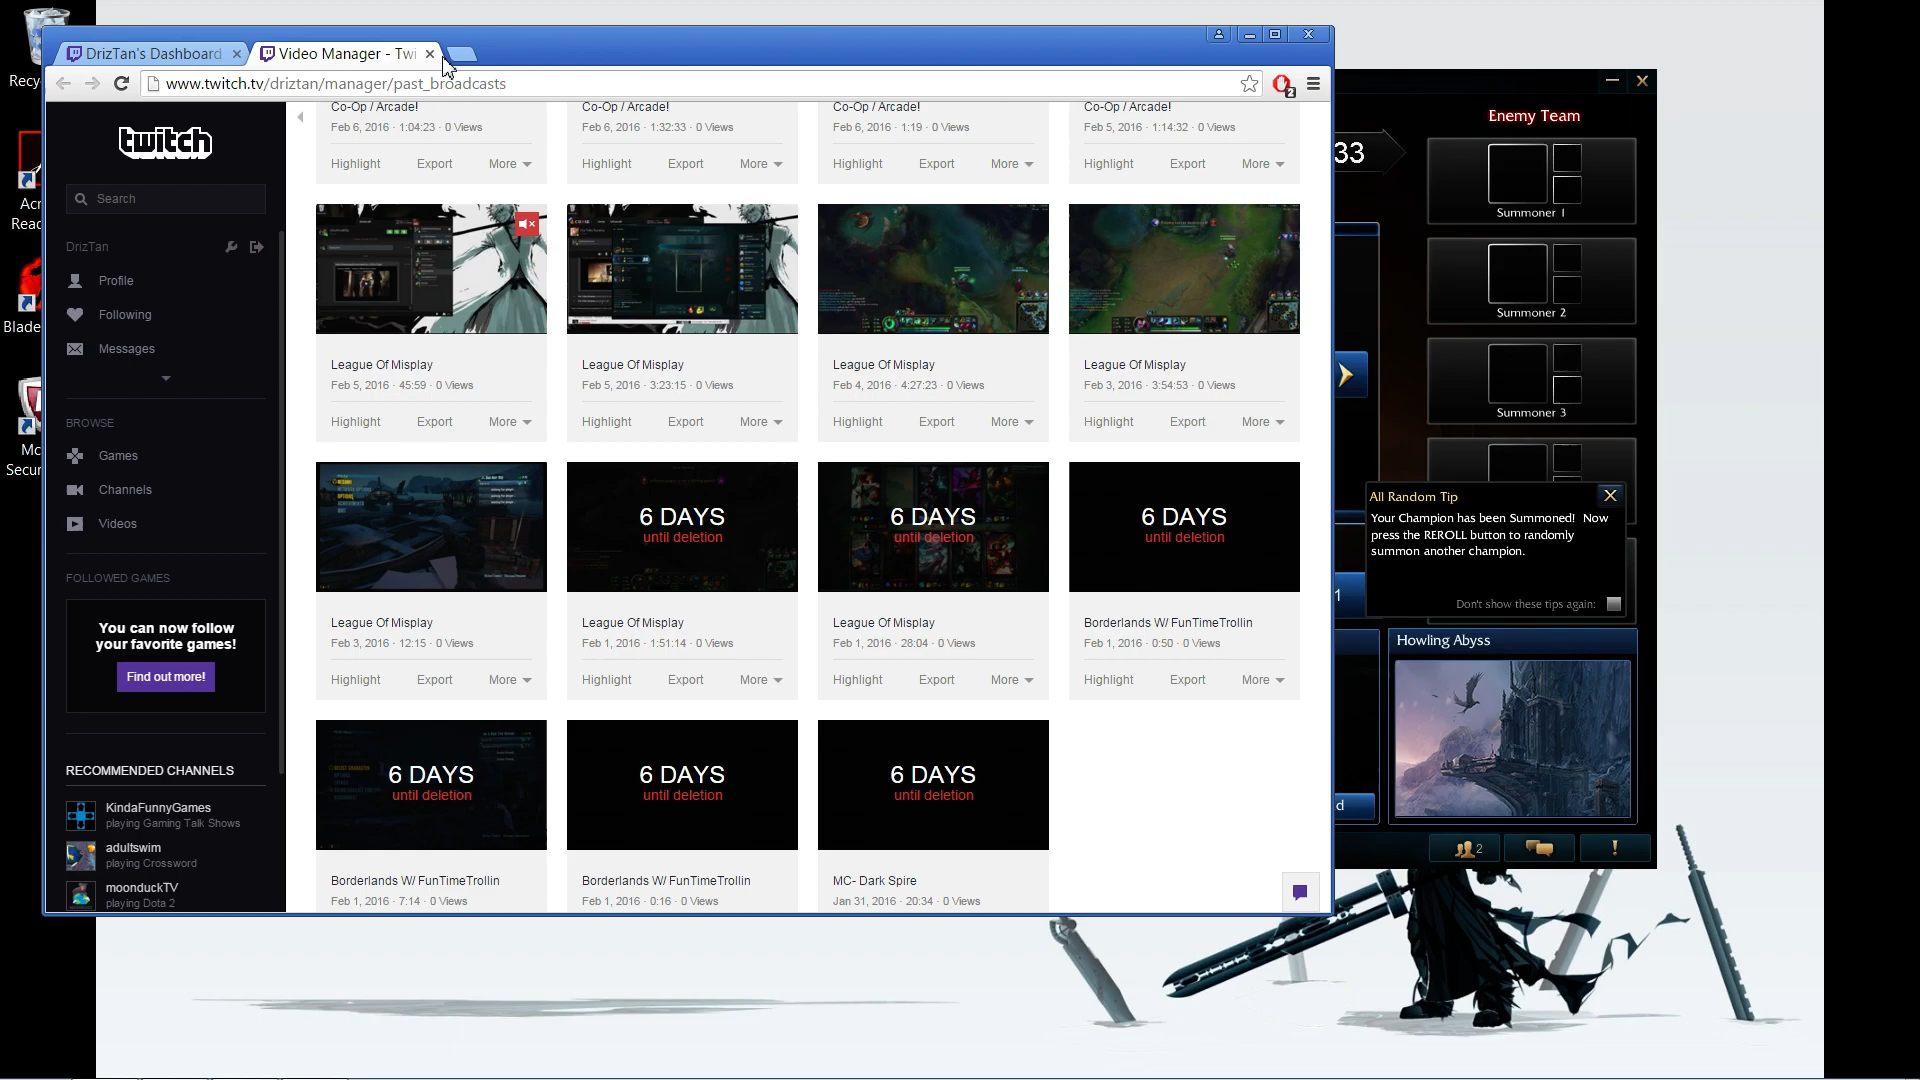 DrizTan's Dashboard
Video Manager - Twi
www.twitch.tv/driztan/manager/past_broadcasts
2
Recy
Acr
Read
Blade
Mc
Secur
twitch
Search
DrizTan
Profile
Following
Messages
BROWSE
Games
Channels
Videos
FOLLOWED GAMES
You can now follow
your favorite games!
Find out more!
RECOMMENDED CHANNELS
KindaFunnyGames
playing Gaming Talk Shows
adultswim
playing Crossword
moonduckTV
playing Dota 2
Co-Op / Arcade! Co-Op / Arcade! Co-Op / Arcade! Co-Op / Arcade!
Feb 6, 2016 · 1:04:23 · 0 Views Feb 6, 2016 · 1:32:33 · 0 Views Feb 6, 2016 · 1:19 · 0 Views Feb 5, 2016 · 1:14:32 · 0 Views
Highlight Export More Highlight Export More Highlight Export More Highlight Export More
League Of Misplay League Of Misplay League Of Misplay League Of Misplay
Feb 5, 2016 · 45:59 · 0 Views Feb 5, 2016 · 3:23:15 · 0 Views Feb 4, 2016 · 4:27:23 · 0 Views Feb 3, 2016 · 3:54:53 · 0 Views
Highlight Export More Highlight Export More Highlight Export More Highlight Export More
6 DAYS 6 DAYS 6 DAYS
until deletion until deletion until deletion
League Of Misplay League Of Misplay League Of Misplay Borderlands W/ FunTimeTrollin
Feb 3, 2016 · 12:15 · 0 Views Feb 1, 2016 · 1:51:14 · 0 Views Feb 1, 2016 · 28:04 · 0 Views Feb 1, 2016 · 0:50 · 0 Views
Highlight Export More Highlight Export More Highlight Export More Highlight Export More
6 DAYS 6 DAYS 6 DAYS
until deletion until deletion until deletion
Borderlands W/ FunTimeTrollin Borderlands W/ FunTimeTrollin MC- Dark Spire
Feb 1, 2016 · 7:14 · 0 Views Feb 1, 2016 · 0:16 · 0 Views Jan 31, 2016 · 20:34 · 0 Views
33
Enemy Team
Summoner 1
Summoner 2
Summoner 3
All Random Tip
Your Champion has been Summoned! Now
press the REROLL button to randomly
summon another champion.
Don't show these tips again:
1
Howling Abyss
d
2